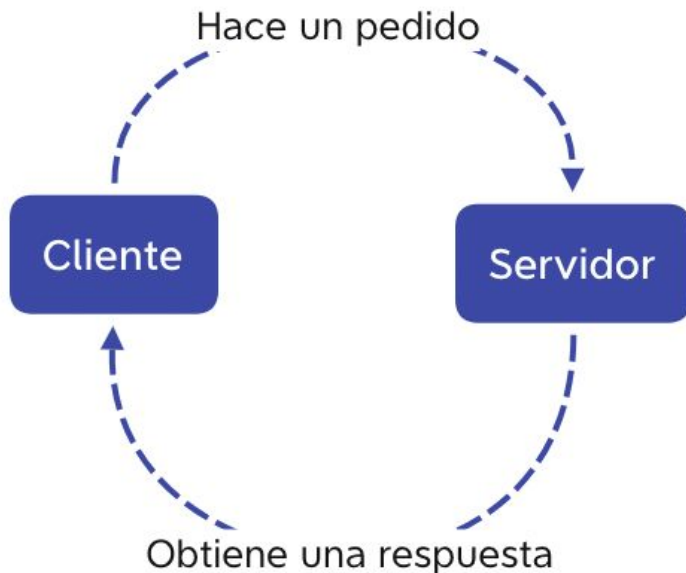 Hace un pedido
Cliente
Servidor
Obtiene una respuesta